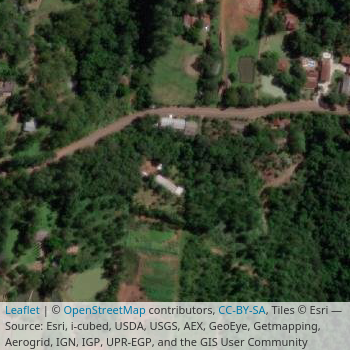 Leaflet | © OpenStreetMap contributors, CC-BY-SA, Tiles © Esri —
Source: Esri, i-cubed, USDA, USGS, AEX, GeoEye, Getmapping,
Aerogrid, IGN, IGP, UPR-EGP, and the GIS User Community